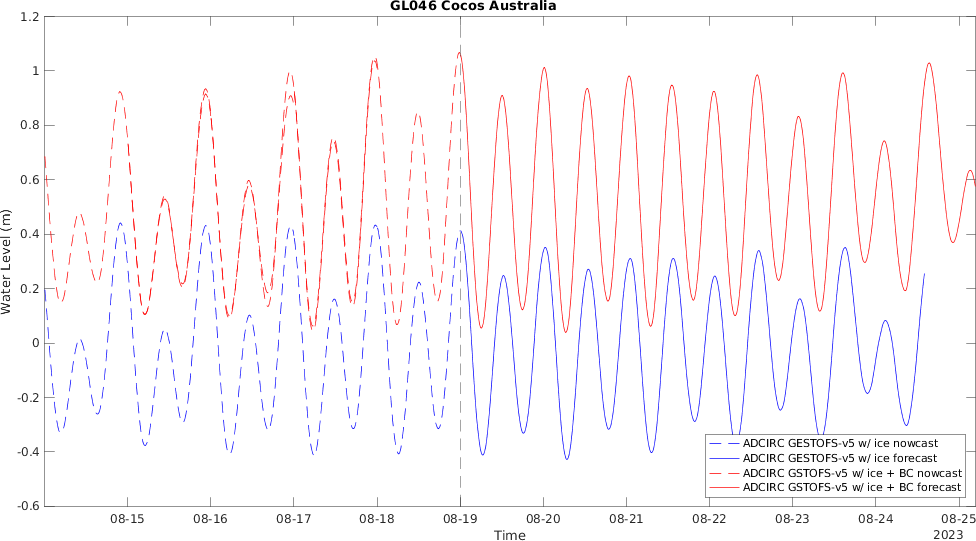 GL046 Cocos Australia
1.2
1
0.8
0.6
0.4
0.2
0
-0.2
-0.4
-0.6
Water Level (m)
08-15 08-16 08-17 08-18 08-19 08-20 08-21 08-22 08-23 08-24 08-25
Time
2023
ADCIRC GESTOFS-v5 w/ ice nowcast
ADCIRC GESTOFS-v5 w/ ice forecast
ADCIRC GSTOFS-v5 w/ ice + BC nowcast
ADCIRC GSTOFS-v5 w/ ice + BC forecast